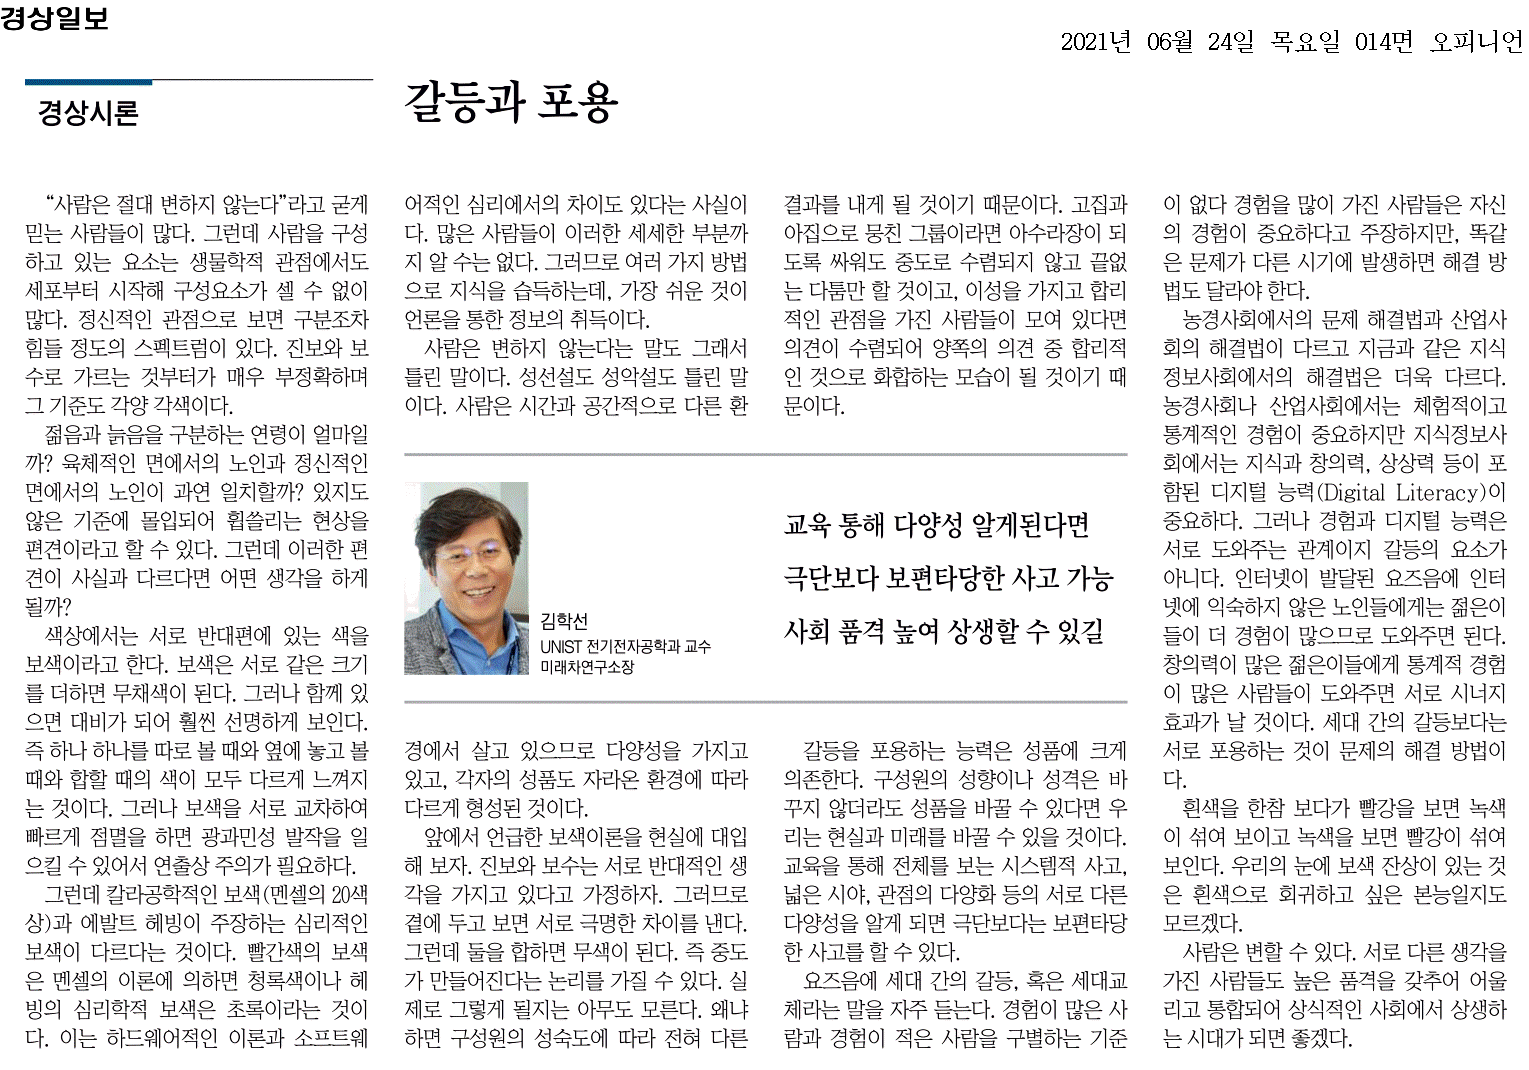 경상일보
2021년 06월 24일 목요일 014면 오피니언
경상시론
갈등과 포용
“사람은 절대 변하지 않는다”라고 굳게
믿는 사람들이 많다. 그런데 사람을 구성
하고 있는 요소는 생물학적 관점에서도
세포부터 시작해 구성요소가 셀 수 없이
많다. 정신적인 관점으로 보면 구분조차
힘들 정도의 스펙트럼이 있다. 진보와 보
수로 가르는 것부터가 매우 부정확하며
그 기준도 각양 각색이다.
젊음과 늙음을 구분하는 연령이 얼마일
까? 육체적인 면에서의 노인과 정신적인
면에서의 노인이 과연 일치할까? 있지도
않은 기준에 몰입되어 휩쓸리는 현상을
편견이라고 할 수 있다. 그런데 이러한 편
견이 사실과 다르다면 어떤 생각을 하게
될까?
색상에서는 서로 반대편에 있는 색을
보색이라고 한다. 보색은 서로 같은 크기
를 더하면 무채색이 된다. 그러나 함께 있
으면 대비가 되어 훨씬 선명하게 보인다.
즉 하나 하나를 따로 볼 때와 옆에 놓고 볼
때와 합할 때의 색이 모두 다르게 느껴지
는 것이다. 그러나 보색을 서로 교차하여
빠르게 점멸을 하면 광과민성 발작을 일
으킬 수 있어서 연출상 주의가 필요하다.
그런데 칼라공학적인 보색(멘셀의 20색
상)과 에발트 헤빙이 주장하는 심리적인
보색이 다르다는 것이다. 빨간색의 보색
은 멘셀의 이론에 의하면 청록색이나 헤
빙의 심리학적 보색은 초록이라는 것이
다. 이는 하드웨어적인 이론과 소프트웨
어적인 심리에서의 차이도 있다는 사실이
다. 많은 사람들이 이러한 세세한 부분까
지 알 수는 없다. 그러므로 여러 가지 방법
으로 지식을 습득하는데, 가장 쉬운 것이
언론을 통한 정보의 취득이다.
사람은 변하지 않는다는 말도 그래서
틀린 말이다. 성선설도 성악설도 틀린 말
이다. 사람은 시간과 공간적으로 다른 환
경에서 살고 있으므로 다양성을 가지고
있고, 각자의 성품도 자라온 환경에 따라
다르게 형성된 것이다.
앞에서 언급한 보색이론을 현실에 대입
해 보자. 진보와 보수는 서로 반대적인 생
각을 가지고 있다고 가정하자. 그러므로
곁에 두고 보면 서로 극명한 차이를 낸다.
그런데 둘을 합하면 무색이 된다. 즉 중도
가 만들어진다는 논리를 가질 수 있다. 실
제로 그렇게 될지는 아무도 모른다. 왜냐
하면 구성원의 성숙도에 따라 전혀 다른
결과를 내게 될 것이기 때문이다. 고집과
아집으로 뭉친 그룹이라면 아수라장이 되
도록 싸워도 중도로 수렴되지 않고 끝없
는 다툼만 할 것이고, 이성을 가지고 합리
적인 관점을 가진 사람들이 모여 있다면
의견이 수렴되어 양쪽의 의견 중 합리적
인 것으로 화합하는 모습이 될 것이기 때
문이다.
김학선
UNIST 전기전자공학과 교수
미래차연구소장
교육 통해 다양성 알게된다면
극단보다 보편타당한 사고 가능
사회 품격 높여 상생할 수 있길
갈등을 포용하는 능력은 성품에 크게
의존한다. 구성원의 성향이나 성격은 바
꾸지 않더라도 성품을 바꿀 수 있다면 우
리는 현실과 미래를 바꿀 수 있을 것이다.
교육을 통해 전체를 보는 시스템적 사고,
넓은 시야, 관점의 다양화 등의 서로 다른
다양성을 알게 되면 극단보다는 보편타당
한 사고를 할 수 있다.
요즈음에 세대 간의 갈등, 혹은 세대교
체라는 말을 자주 듣는다. 경험이 많은 사
람과 경험이 적은 사람을 구별하는 기준
이 없다 경험을 많이 가진 사람들은 자신
의 경험이 중요하다고 주장하지만, 똑같
은 문제가 다른 시기에 발생하면 해결 방
법도 달라야 한다.
농경사회에서의 문제 해결법과 산업사
회의 해결법이 다르고 지금과 같은 지식
정보사회에서의 해결법은 더욱 다르다.
농경사회나 산업사회에서는 체험적이고
통계적인 경험이 중요하지만 지식정보사
회에서는 지식과 창의력, 상상력 등이 포
함된 디지털 능력(Digital Literacy)이
중요하다. 그러나 경험과 디지털 능력은
서로 도와주는 관계이지 갈등의 요소가
아니다. 인터넷이 발달된 요즈음에 인터
넷에 익숙하지 않은 노인들에게는 젊은이
들이 더 경험이 많으므로 도와주면 된다.
창의력이 많은 젊은이들에게 통계적 경험
이 많은 사람들이 도와주면 서로 시너지
효과가 날 것이다. 세대 간의 갈등보다는
서로 포용하는 것이 문제의 해결 방법이
다.
흰색을 한참 보다가 빨강을 보면 녹색
이 섞여 보이고 녹색을 보면 빨강이 섞여
보인다. 우리의 눈에 보색 잔상이 있는 것
은 흰색으로 회귀하고 싶은 본능일지도
모르겠다.
사람은 변할 수 있다. 서로 다른 생각을
가진 사람들도 높은 품격을 갖추어 어울
리고 통합되어 상식적인 사회에서 상생하
는 시대가 되면 좋겠다.